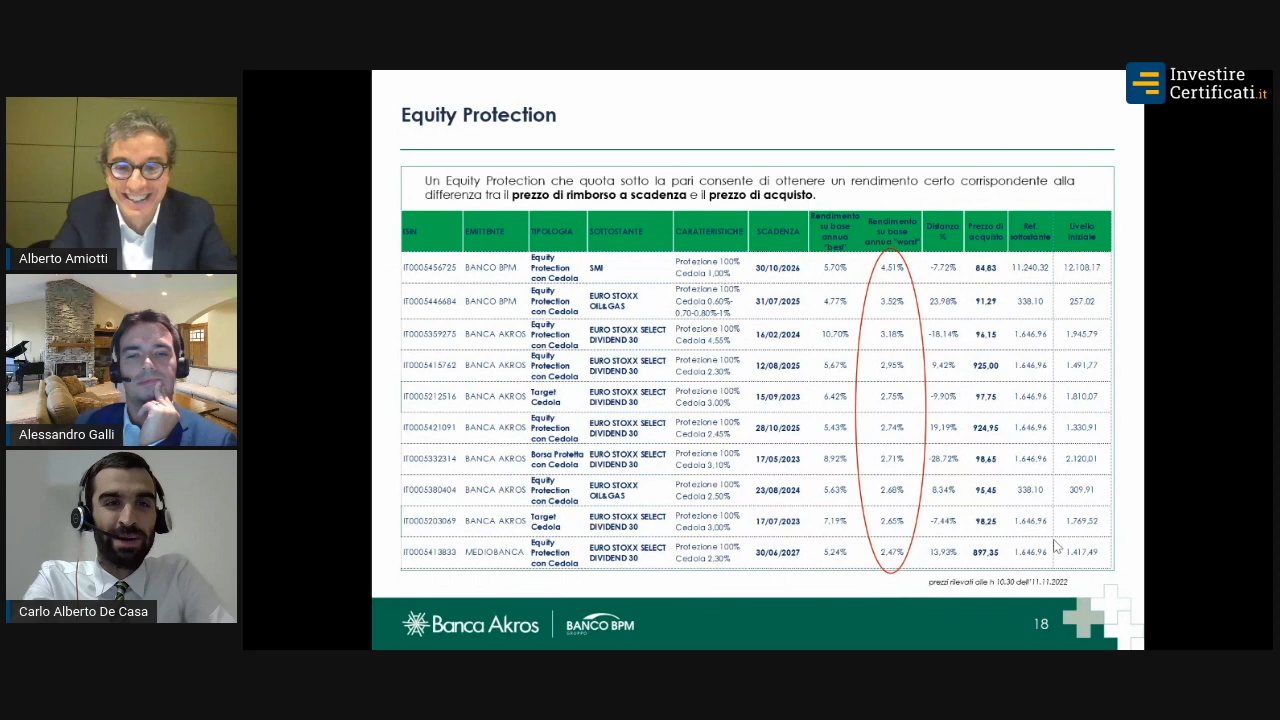 Investire
Certificati.it
Alberto Amiotti
Alessandro Galli
Carlo Alberto De Casa
Equity Protection
Un Equity Protection che quota sotto la pari consente di ottenere un rendimento certo corrispondente alla
differenza tra il prezzo di rimborso a scadenza e il prezzo di acquisto.
ISIN EMITTENTE TIPOLOGIA SOTTOSTANTE CARATTERISTICHE SCADENZA Rendimento su base annua "best" Rendimento su base annua "worst" Distanza % Prezzo di acquisto Ref. sottostante Livello Iniziale
IT0005456725 BANCO BPM Equity Protection con Cedola SMI Protezione 100% Cedola 1,00% 30/10/2026 5,70% 4,51% -7,72% 84,83 11.240,32 12.108,17
IT0005446684 BANCO BPM Equity Protection con Cedola EURO STOXX OIL&GAS Protezione 100% Cedola 0,60%-0,70-0,80%-1% 31/07/2025 4,77% 3,52% 23,98% 91,29 338,10 257,02
IT0005359275 BANCA AKROS Equity Protection con Cedola EURO STOXX SELECT DIVIDEND 30 Protezione 100% Cedola 4,55% 16/02/2024 10,70% 3,18% -18,14% 96,15 1.646,96 1.945,79
IT0005415762 BANCA AKROS Equity Protection con Cedola EURO STOXX SELECT DIVIDEND 30 Protezione 100% Cedola 2,30% 12/08/2025 5,67% 2,95% 9,42% 925,00 1.646,96 1.491,77
IT0005212516 BANCA AKROS Target Cedola EURO STOXX SELECT DIVIDEND 30 Protezione 100% Cedola 3,00% 15/09/2023 6,42% 2,75% -9,90% 97,75 1.646,96 1.810,07
IT0005421091 BANCA AKROS Equity Protection con Cedola EURO STOXX SELECT DIVIDEND 30 Protezione 100% Cedola 2,45% 28/10/2025 5,43% 2,74% 19,19% 924,95 1.646,96 1.330,91
IT0005332314 BANCA AKROS Borsa Protetta con Cedola EURO STOXX SELECT DIVIDEND 30 Protezione 100% Cedola 3,10% 17/05/2023 8,92% 2,71% -28,72% 98,65 1.646,96 2.120,01
IT0005380404 BANCA AKROS Equity Protection con Cedola EURO STOXX OIL&GAS Protezione 100% Cedola 2,50% 23/08/2024 5,63% 2,68% 8,34% 95,45 338,10 309,91
IT0005203069 BANCA AKROS Target Cedola EURO STOXX SELECT DIVIDEND 30 Protezione 100% Cedola 3,00% 17/07/2023 7,19% 2,65% -7,44% 98,25 1.646,96 1.769,52
IT0005413833 MEDIOBANCA Equity Protection con Cedola EURO STOXX SELECT DIVIDEND 30 Protezione 100% Cedola 2,30% 30/06/2027 5,24% 2,47% 13,93% 897,35 1.646,96 1.417,49
prezzi rilevati alle h 10.30 dell'11.11.2022
Banca Akros
BANCO BPM
GRUPPO
18